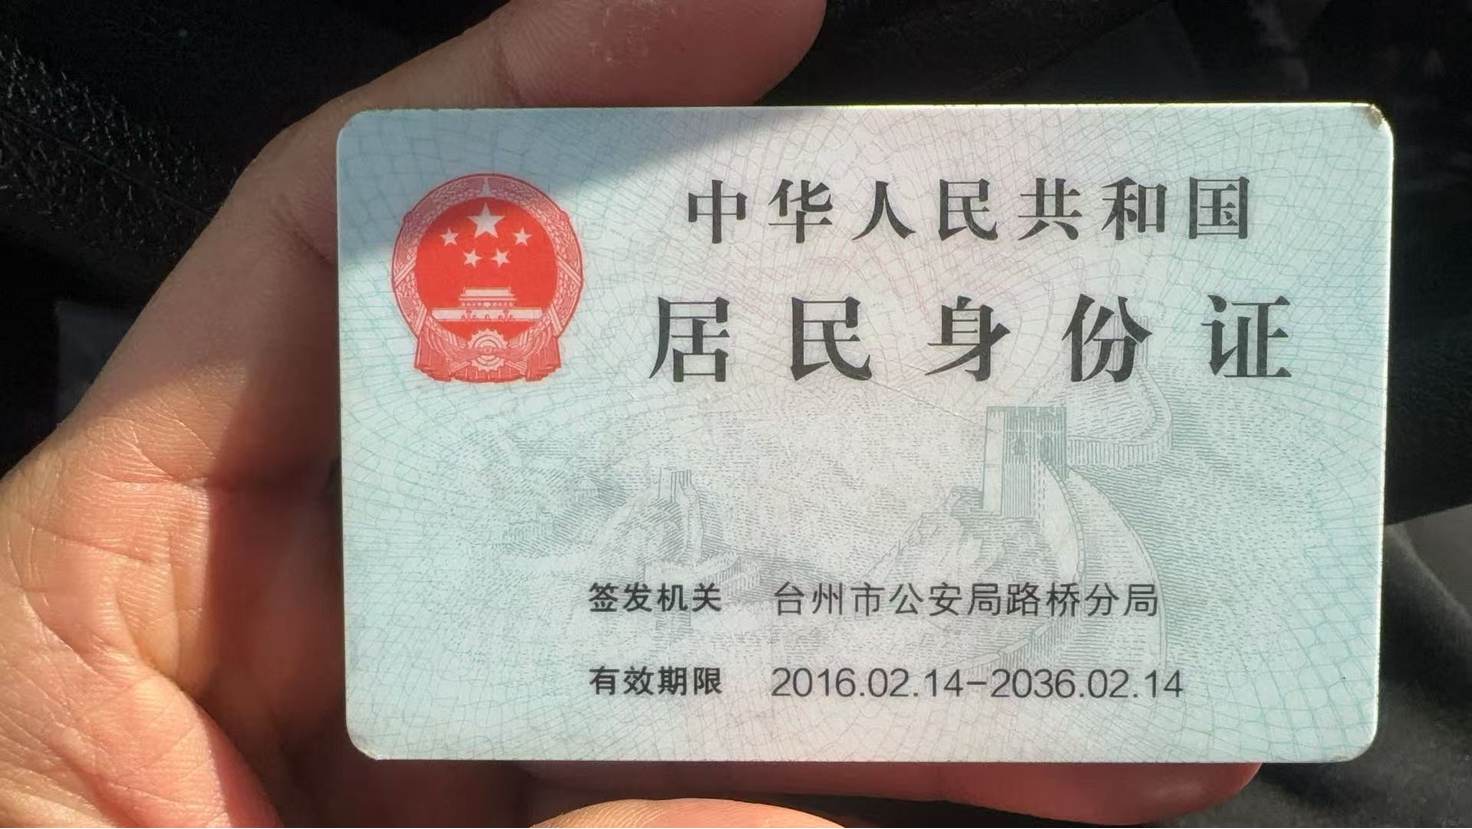 中华人民共和国
居民身份证
签发机关 台州市公安局路桥分局
有效期限 2016.02.14-2036.02.14